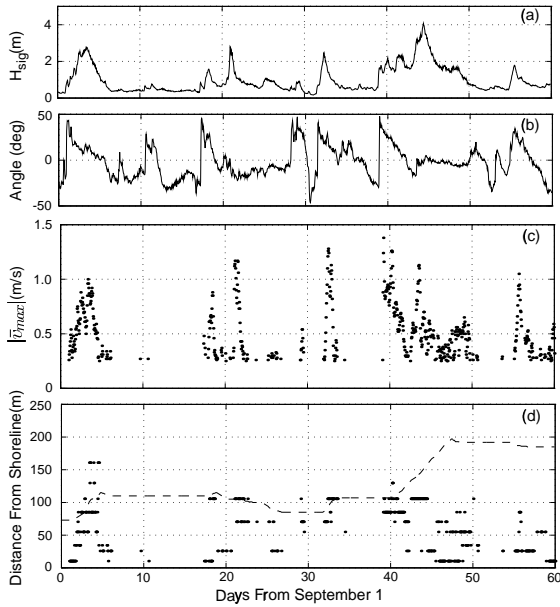 (a)
H_sig(m)
4
2
0
(b)
Angle (deg)
50
0
-50
(c)
|v̄_max|(m/s)
1.5
1.0
0.5
0
(d)
Distance From Shoreline(m)
250
200
150
100
50
0
0 10 20 30 40 50 60
Days From September 1